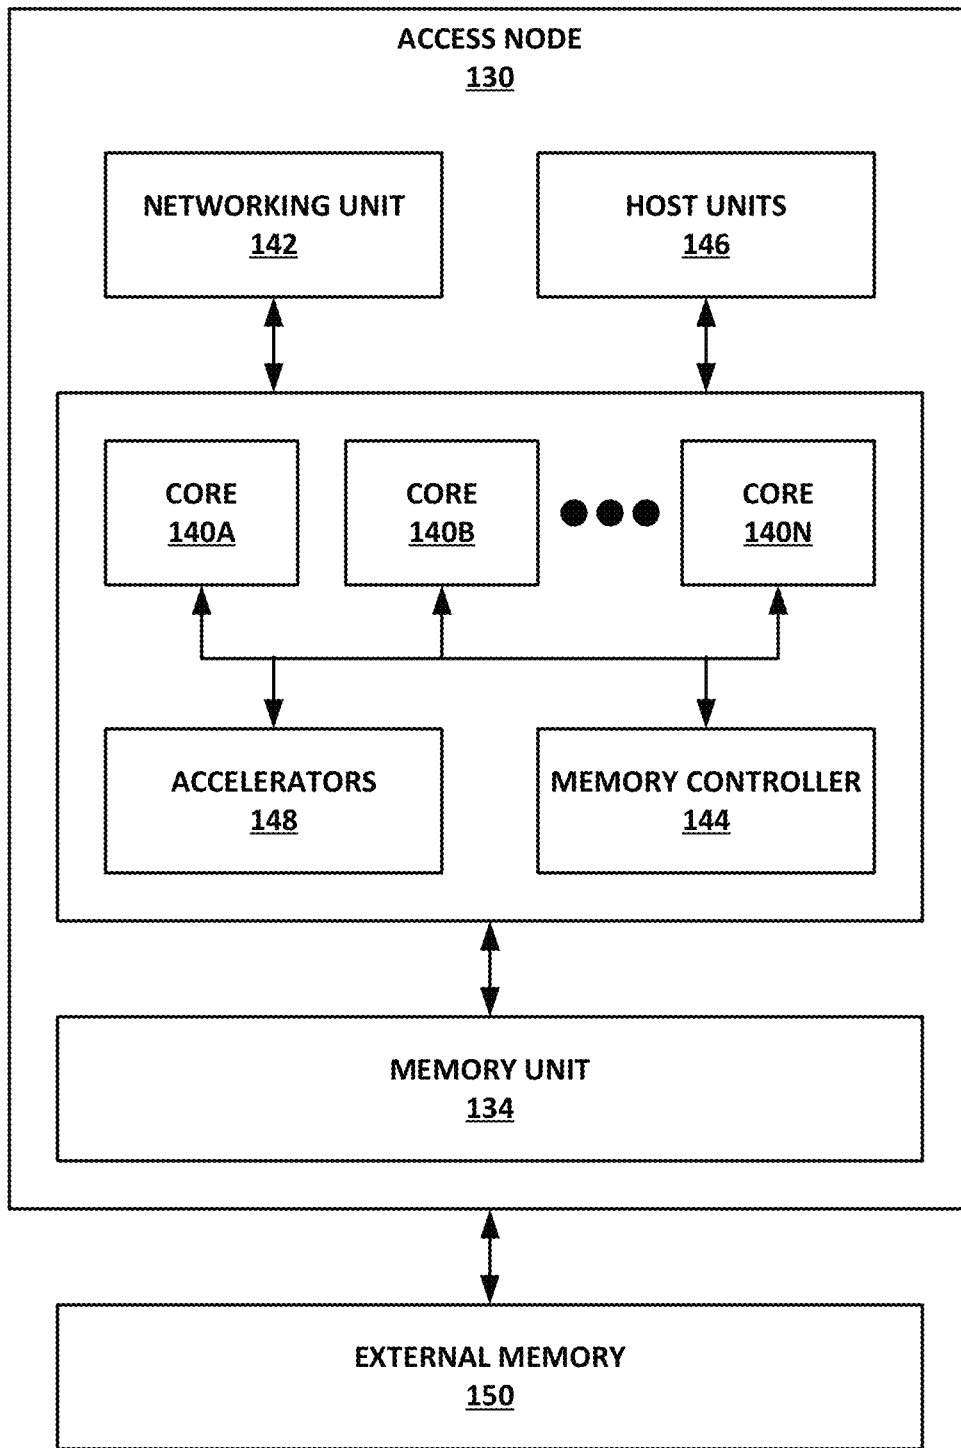 ACCESS NODE
130
NETWORKING UNIT
142
HOST UNITS
146
CORE
140A
CORE
140B
CORE
140N
ACCELERATORS
148
MEMORY CONTROLLER
144
MEMORY UNIT
134
EXTERNAL MEMORY
150